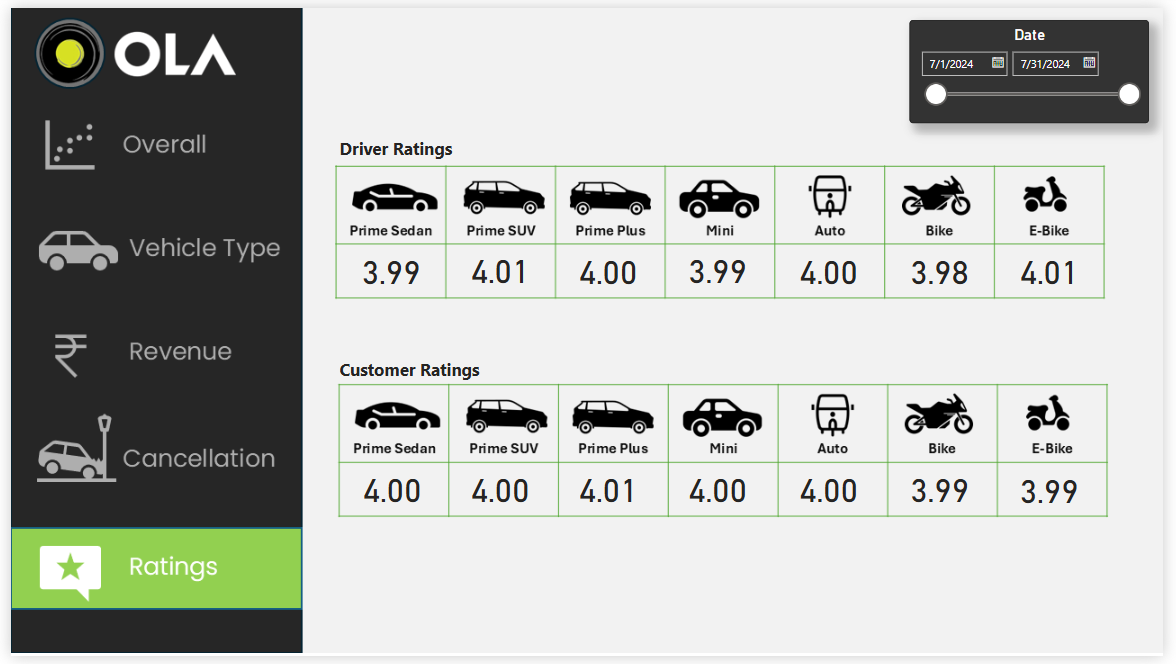 OLA
Overall
Vehicle Type
Revenue
Cancellation
Ratings
Date
7/1/2024 7/31/2024
Driver Ratings
Prime Sedan Prime SUV Prime Plus Mini Auto Bike E-Bike
3.99 4.01 4.00 3.99 4.00 3.98 4.01
Customer Ratings
Prime Sedan Prime SUV Prime Plus Mini Auto Bike E-Bike
4.00 4.00 4.01 4.00 4.00 3.99 3.99